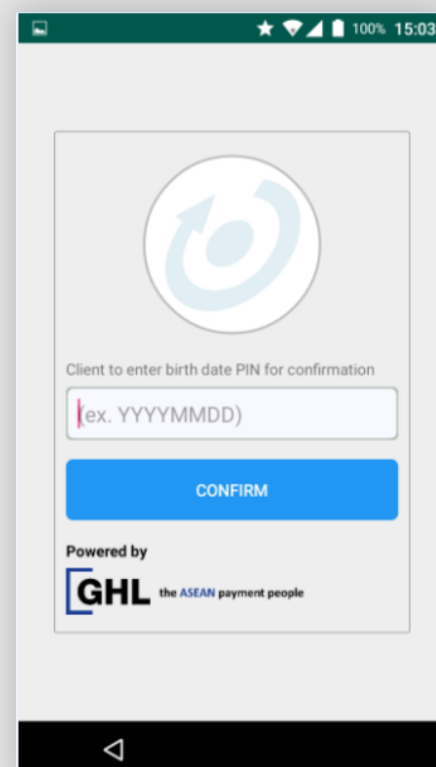 100% 15:03
Client to enter birth date PIN for confirmation
(ex. YYYYMMDD)
CONFIRM
Powered by
GHL the ASEAN payment people